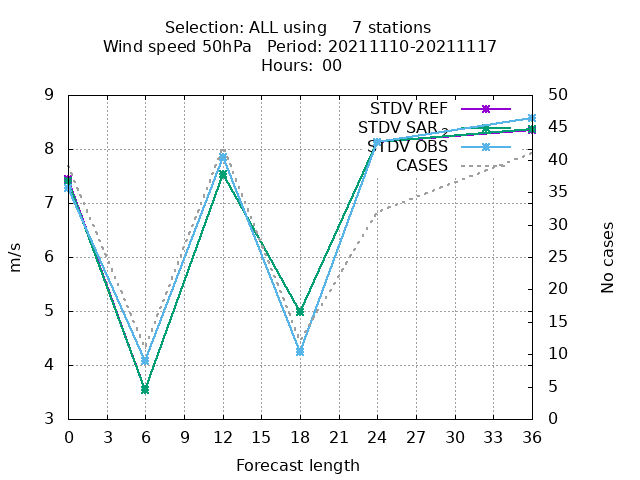 Selection: ALL using 7 stations
Wind speed 50hPa Period: 20211110-20211117
Hours: 00
STDV REF
STDV SAR 2
STDV OBS
CASES
m/s
No cases
9
8
7
6
5
4
3
50
45
40
35
30
25
20
15
10
5
0
0 3 6 9 12 15 18 21 24 27 30 33 36
Forecast length